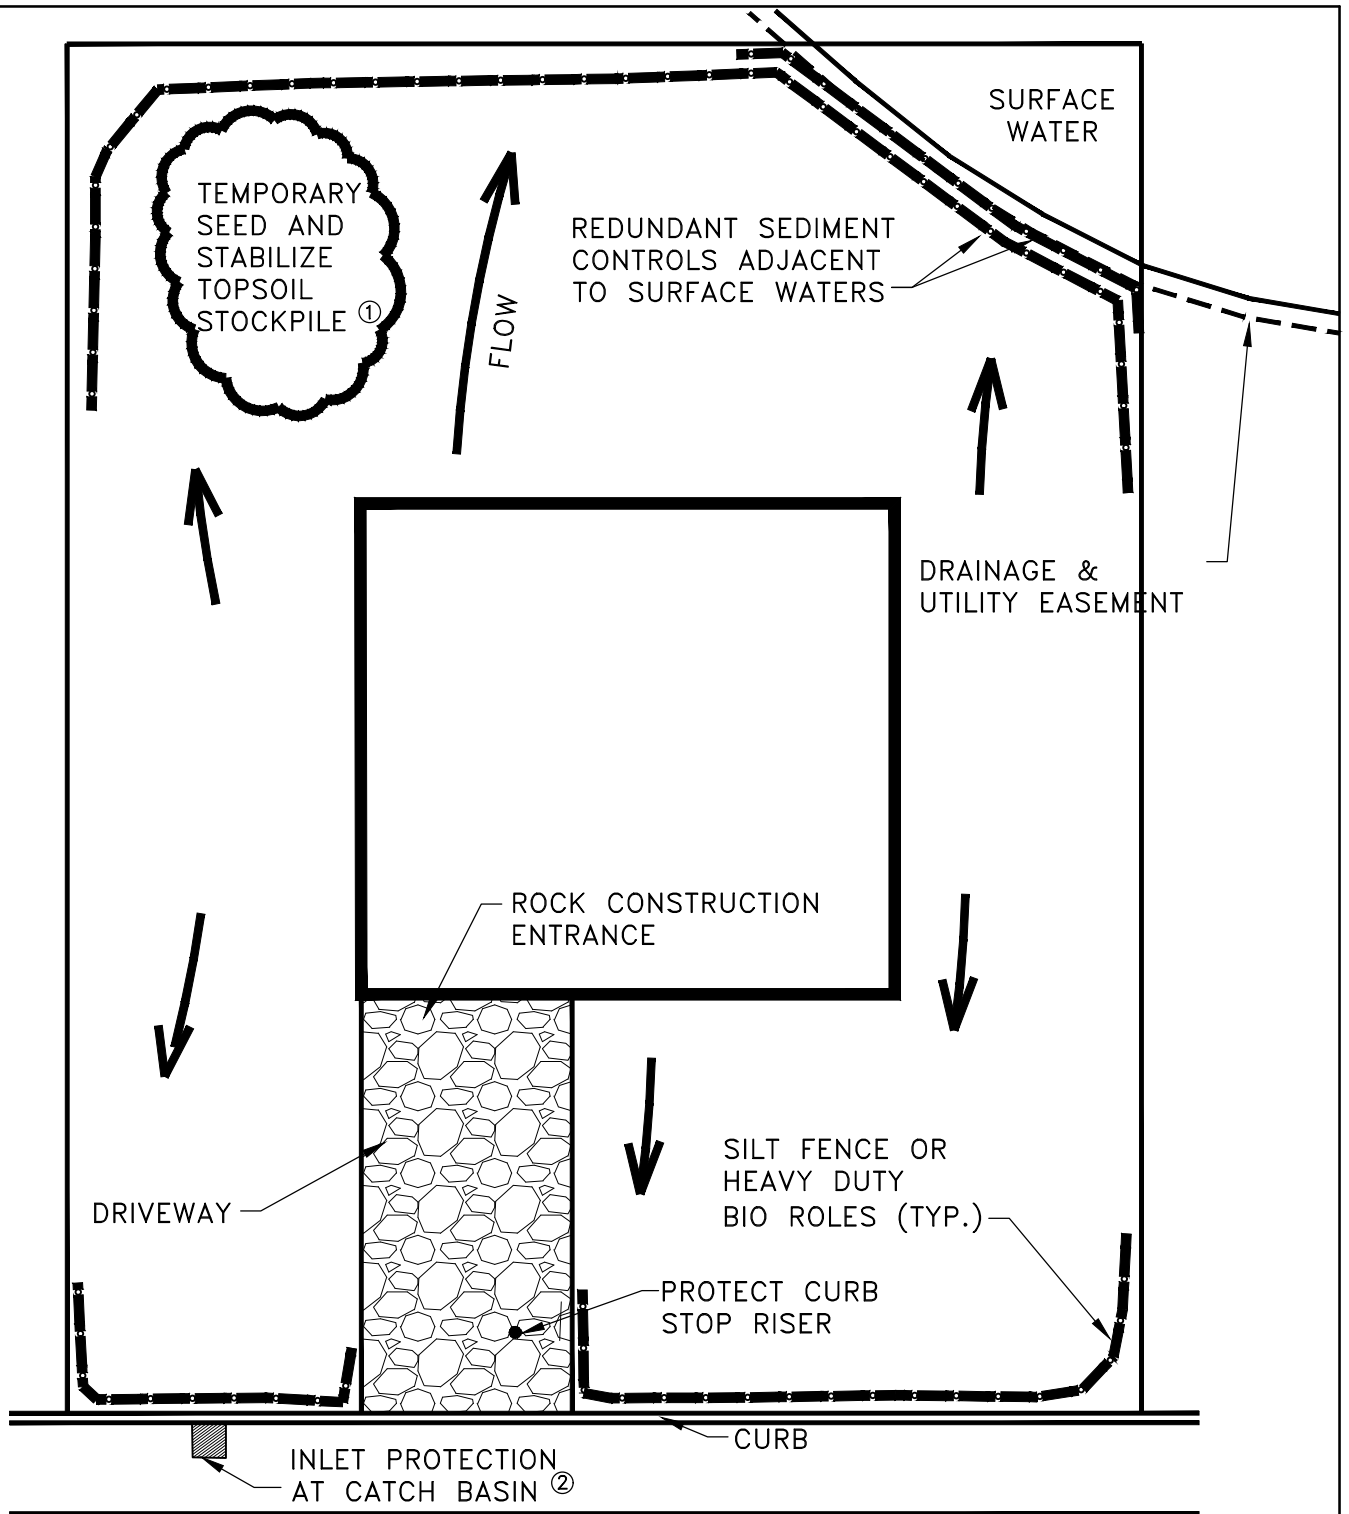 SURFACE
WATER
TEMPORARY
SEED AND
STABILIZE
TOPSOIL
STOCKPILE ①
REDUNDANT SEDIMENT
CONTROLS ADJACENT
TO SURFACE WATERS
FLOW
DRAINAGE &
UTILITY EASEMENT
ROCK CONSTRUCTION
ENTRANCE
SILT FENCE OR
HEAVY DUTY
BIO ROLES (TYP.)
DRIVEWAY
PROTECT CURB
STOP RISER
CURB
INLET PROTECTION
AT CATCH BASIN ②